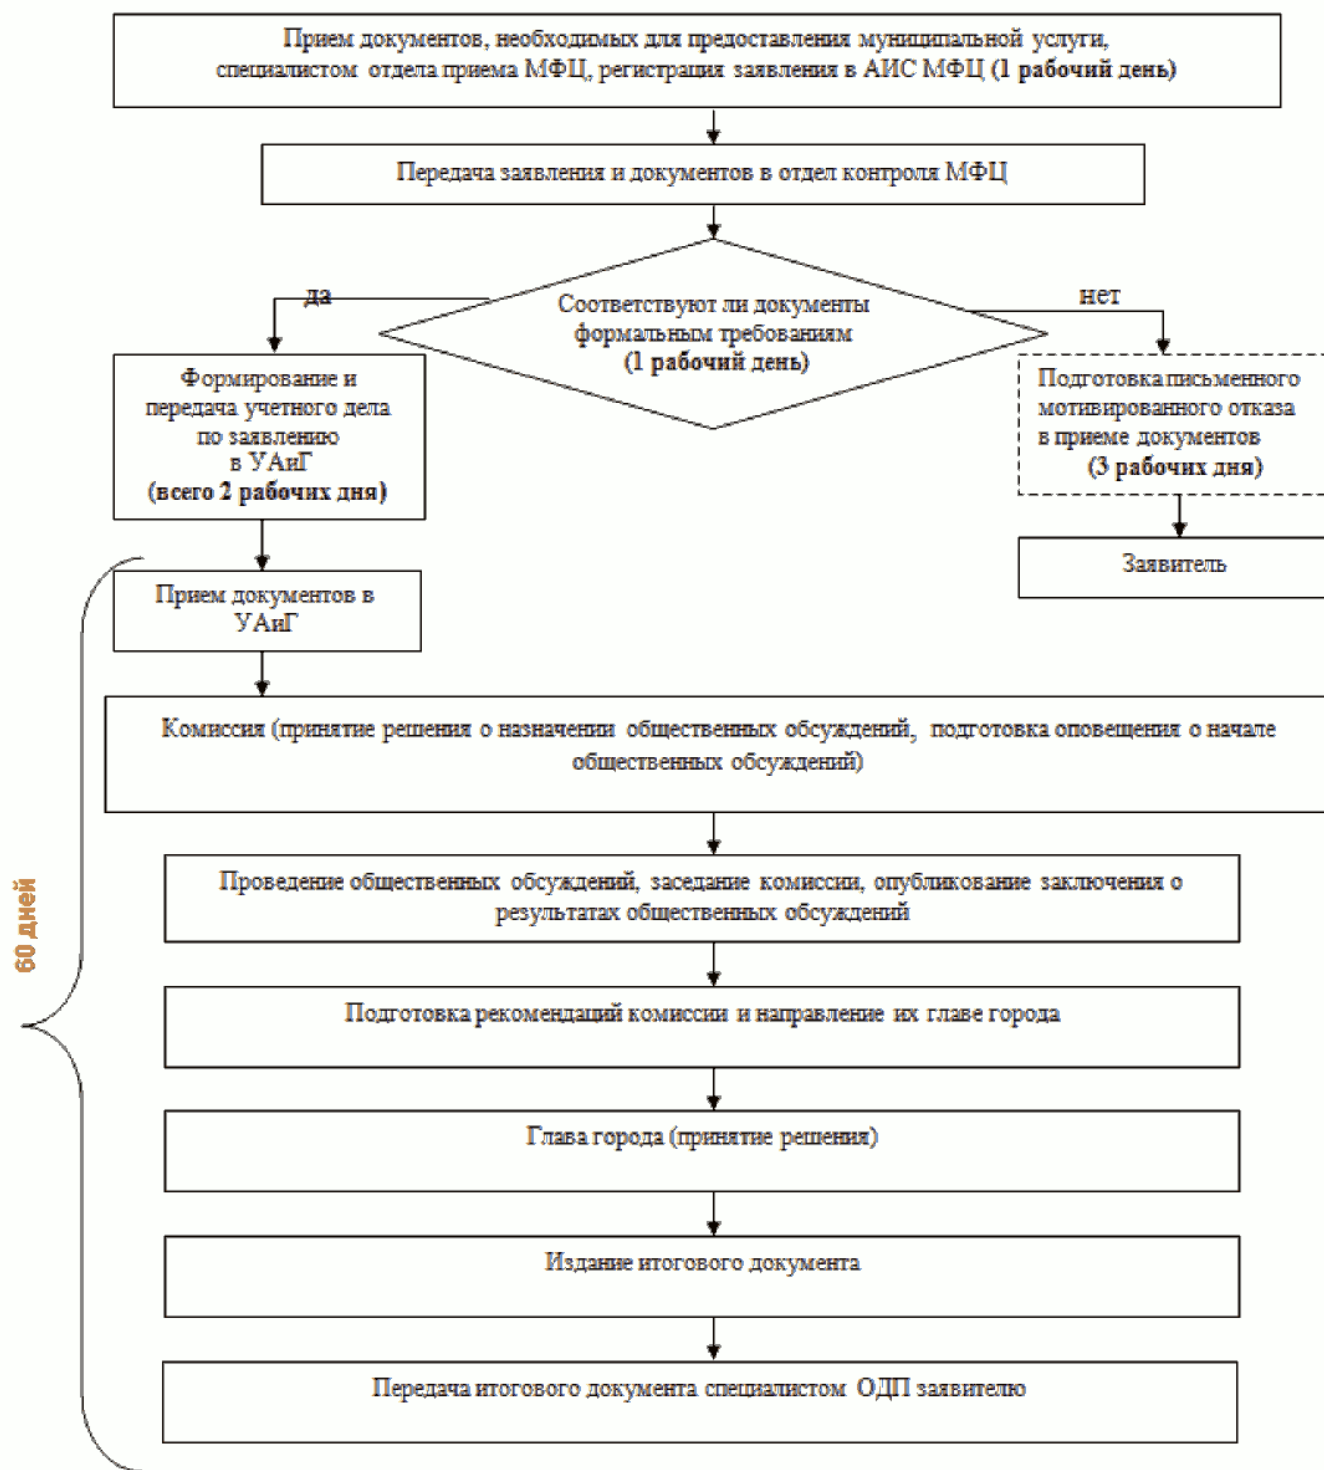 Прием документов, необходимых для предоставления муниципальной услуги,
специалистом отдела приема МФЦ, регистрация заявления в АИС МФЦ (1 рабочий день)
Передача заявления и документов в отдел контроля МФЦ
да
Соответствуют ли документы
формальным требованиям
(1 рабочий день)
нет
Формирование и
передача учетного дела
по заявлению
в УАиГ
(всего 2 рабочих дня)
Подготовка письменного
мотивированного отказа
в приеме документов
(3 рабочих дня)
Заявитель
Прием документов в
УАиГ
Комиссия (принятие решения о назначении общественных обсуждений, подготовка оповещения о начале
общественных обсуждений)
60 дней
Проведение общественных обсуждений, заседание комиссии, опубликование заключения о
результатах общественных обсуждений
Подготовка рекомендаций комиссии и направление их главе города
Глава города (принятие решения)
Издание итогового документа
Передача итогового документа специалистом ОДП заявителю